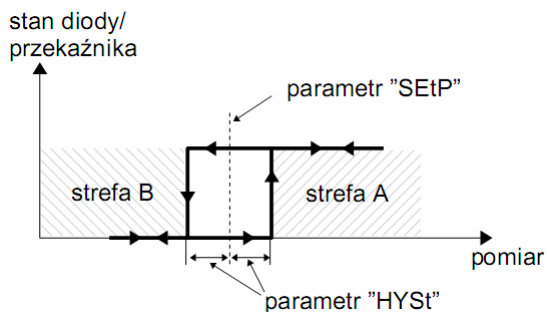 stan diody/
przekaźnika
parametr ”SEtP”
strefa B
strefa A
pomiar
parametr ”HYSt”